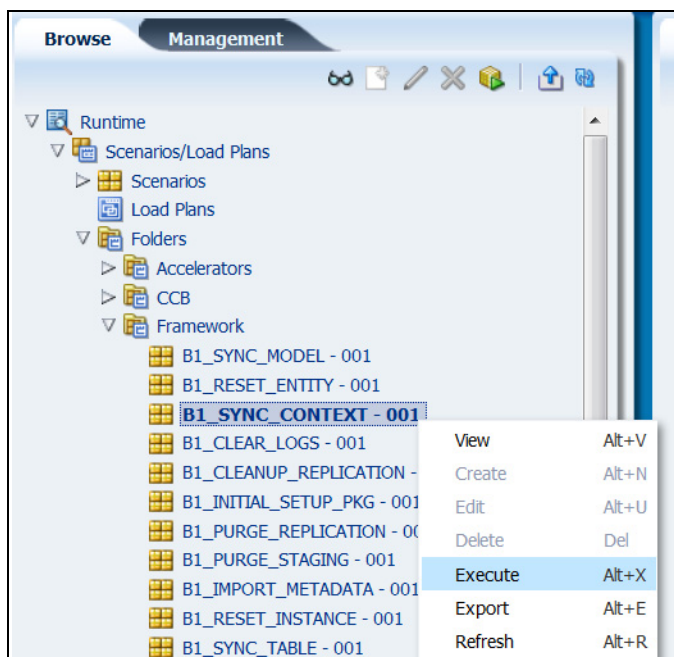 Browse Management
Runtime
Scenarios/Load Plans
Scenarios
Load Plans
Folders
Accelerators
CCB
Framework
B1_SYNC_MODEL - 001
B1_RESET_ENTITY - 001
B1_SYNC_CONTEXT - 001
B1_CLEAR_LOGS - 001
B1_CLEANUP_REPLICATION -
B1_INITIAL_SETUP_PKG - 001
B1_PURGE_REPLICATION - 00
B1_PURGE_STAGING - 001
B1_IMPORT_METADATA - 001
B1_RESET_INSTANCE - 001
B1_SYNC_TABLE - 001
View Alt+V
Create Alt+N
Edit Alt+U
Delete Del
Execute Alt+X
Export Alt+E
Refresh Alt+R